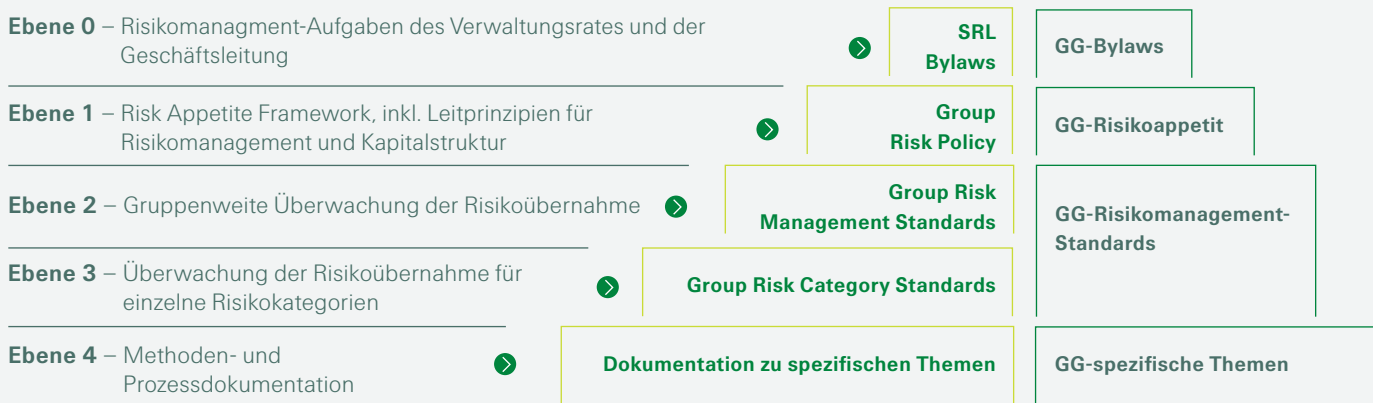 Ebene 0 – Risikomanagment-Aufgaben des Verwaltungsrates und der
Geschäftsleitung
SRL
Bylaws
GG-Bylaws
Ebene 1 – Risk Appetite Framework, inkl. Leitprinzipien für
Risikomanagement und Kapitalstruktur
Group
Risk Policy
GG-Risikoappetit
Ebene 2 – Gruppenweite Überwachung der Risikoübernahme
Group Risk
Management Standards
GG-Risikomanagement-
Standards
Ebene 3 – Überwachung der Risikoübernahme für
einzelne Risikokategorien
Group Risk Category Standards
Ebene 4 – Methoden- und
Prozessdokumentation
Dokumentation zu spezifischen Themen
GG-spezifische Themen